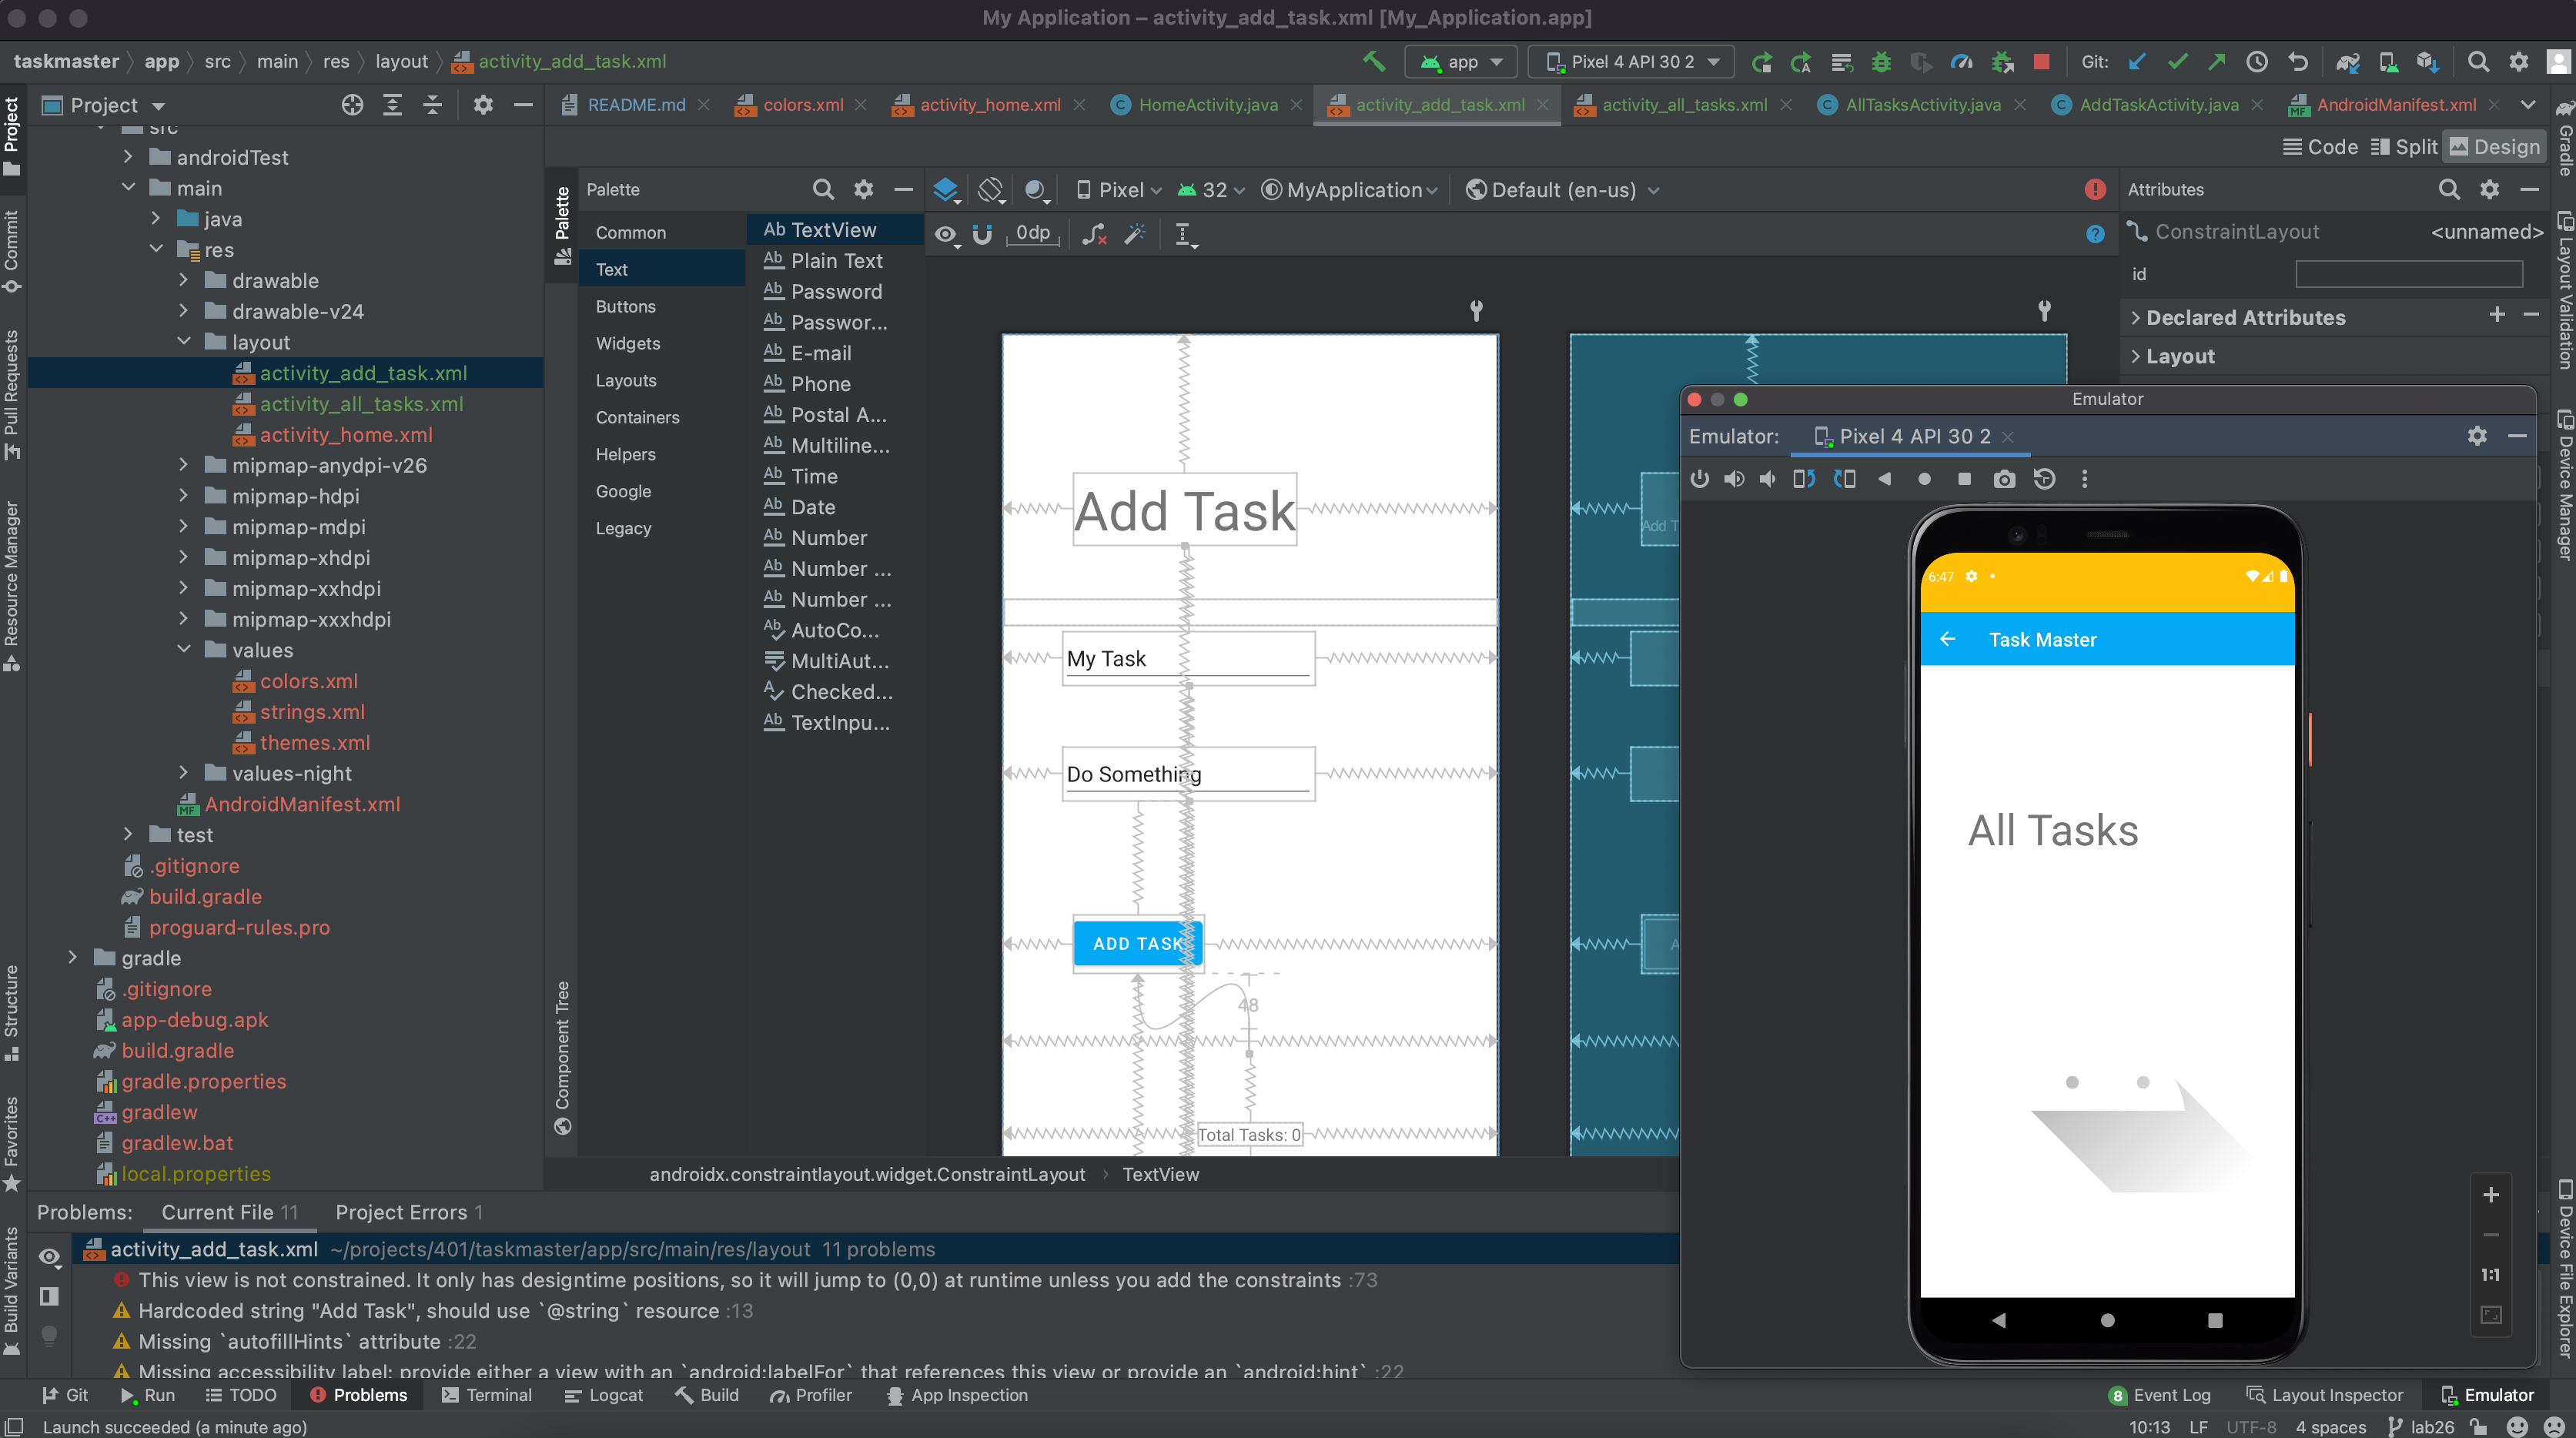 My Application – activity_add_task.xml [My_Application.app]
taskmaster app src main res layout activity_add_task.xml
app Pixel 4 API 30 2 Git:
Project
README.md colors.xml activity_home.xml HomeActivity.java activity_add_task.xml activity_all_tasks.xml AllTasksActivity.java AddTaskActivity.java AndroidManifest.xml
Code Split Design
Project
Commit
Pull Requests
Resource Manager
Structure
Favorites
Build Variants
androidTest
main
java
res
drawable
drawable-v24
layout
activity_add_task.xml
activity_all_tasks.xml
activity_home.xml
mipmap-anydpi-v26
mipmap-hdpi
mipmap-mdpi
mipmap-xhdpi
mipmap-xxhdpi
mipmap-xxxhdpi
values
colors.xml
strings.xml
themes.xml
values-night
AndroidManifest.xml
test
.gitignore
build.gradle
proguard-rules.pro
gradle
.gitignore
app-debug.apk
build.gradle
gradle.properties
gradlew
gradlew.bat
local.properties
Palette
Component Tree
Palette
Common
Text
Buttons
Widgets
Layouts
Containers
Helpers
Google
Legacy
Ab TextView
Ab Plain Text
Ab Password
Ab Passwor...
Ab E-mail
Ab Phone
Ab Postal A...
Ab Multiline...
Ab Time
Ab Date
Ab Number
Ab Number ...
Ab Number ...
Ab AutoCo...
MultiAut...
Checked...
Ab TextInpu...
Pixel 32 MyApplication Default (en-us)
0dp
Add Task
My Task
Do Something
ADD TASK
48
Total Tasks: 0
androidx.constraintlayout.widget.ConstraintLayout TextView
Attributes
ConstraintLayout <unnamed>
id
Declared Attributes
Layout
Gradle
Layout Validation
Device Manager
Device File Explorer
Emulator
Emulator: Pixel 4 API 30 2
6:47
Task Master
All Tasks
1:1
Problems: Current File 11 Project Errors 1
activity_add_task.xml ~/projects/401/taskmaster/app/src/main/res/layout 11 problems
This view is not constrained. It only has designtime positions, so it will jump to (0,0) at runtime unless you add the constraints :73
Hardcoded string "Add Task", should use `@string` resource :13
Missing `autofillHints` attribute :22
Missing accessibility label: provide either a view with an `android:labelFor` that references this view or provide an `android:hint` :22
Git Run TODO Problems Terminal Logcat Build Profiler App Inspection
8 Event Log Layout Inspector Emulator
Launch succeeded (a minute ago)
10:13 LF UTF-8 4 spaces lab26